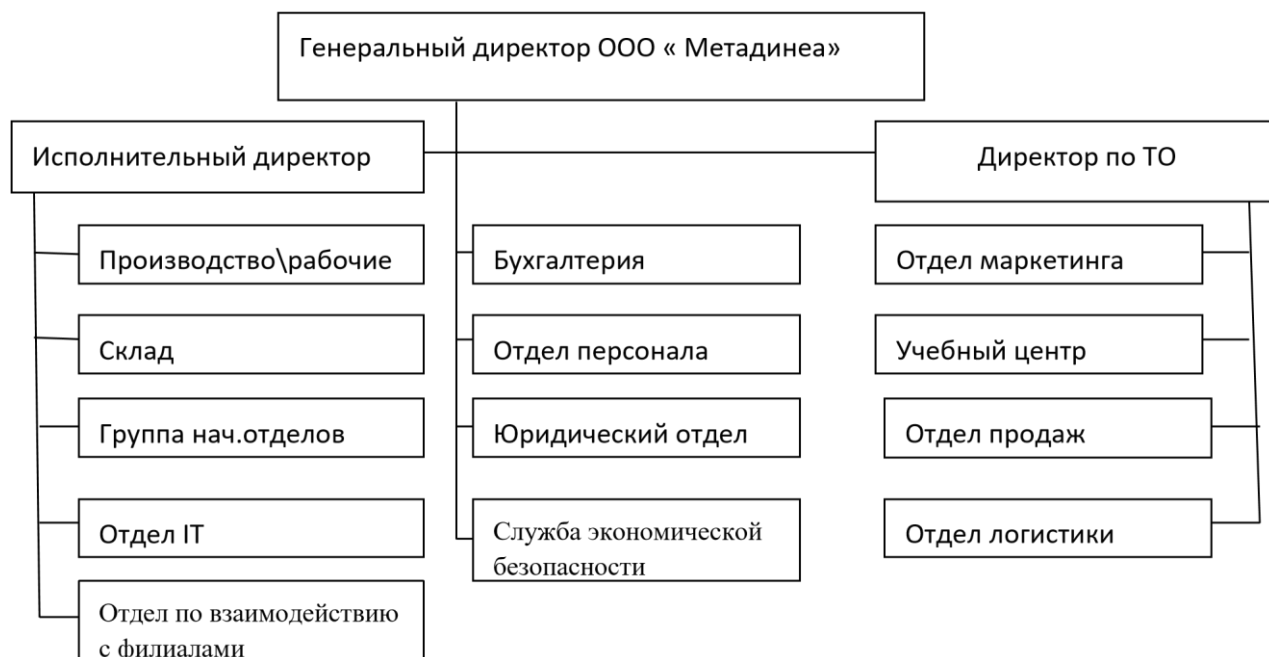 Генеральный директор ООО « Метадинеа»
Исполнительный директор
Директор по ТО
Производство\рабочие
Бухгалтерия
Отдел маркетинга
Склад
Отдел персонала
Учебный центр
Группа нач.отделов
Юридический отдел
Отдел продаж
Отдел IT
Служба экономической
безопасности
Отдел логистики
Отдел по взаимодействию
с филиалами